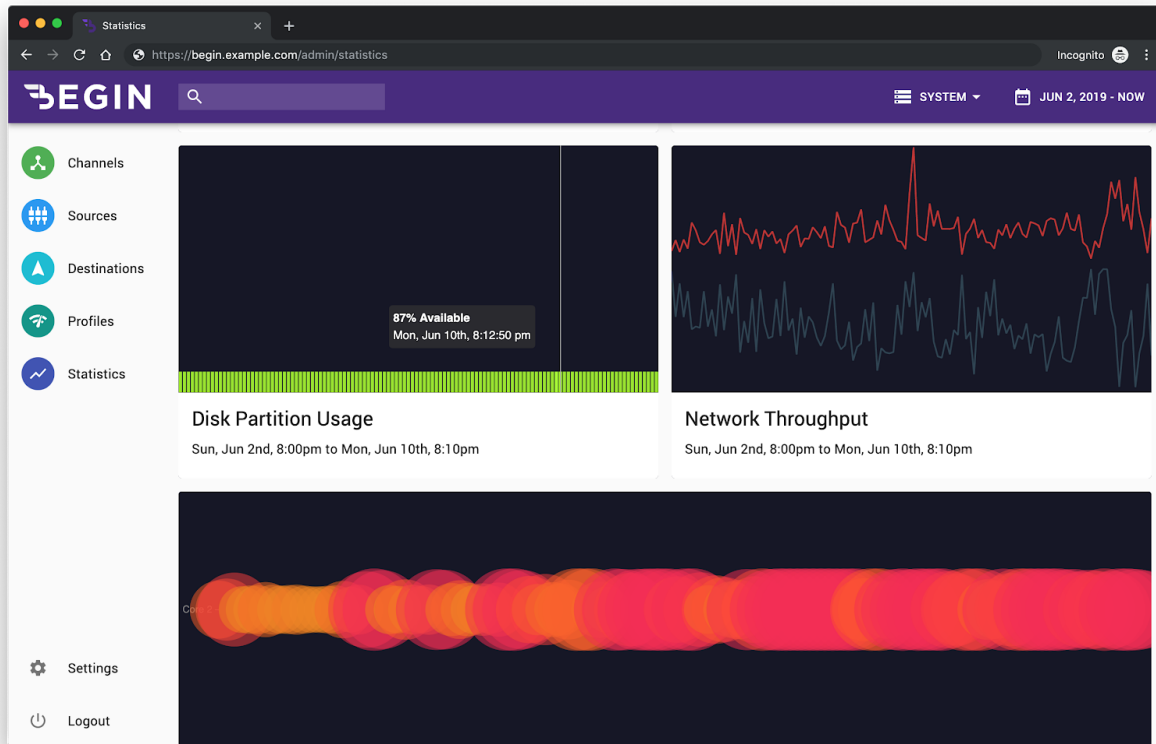 Statistics
https://begin.example.com/admin/statistics
Incognito
BEGIN
SYSTEM
JUN 2, 2019 - NOW
Channels
Sources
Destinations
Profiles
Statistics
87% Available
Mon, Jun 10th, 8:12:50 pm
Disk Partition Usage
Sun, Jun 2nd, 8:00pm to Mon, Jun 10th, 8:10pm
Network Throughput
Sun, Jun 2nd, 8:00pm to Mon, Jun 10th, 8:10pm
Core 2
Settings
Logout